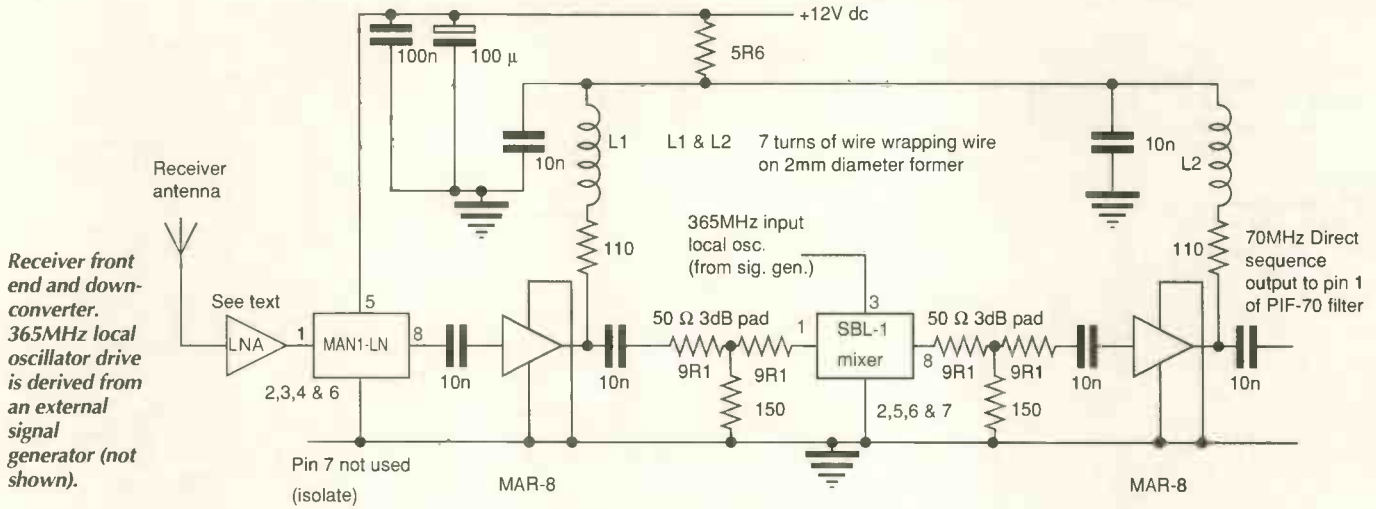 +12V dc
100n
100 µ
5R6
10n
L1
L1 & L2 7 turns of wire wrapping wire
on 2mm diameter former
10n
L2
Receiver
antenna
110
365MHz input
local osc.
(from sig. gen.)
110
70MHz Direct
sequence
output to pin 1
of PIF-70 filter
Receiver front
end and down-
converter.
365MHz local
oscillator drive
is derived from
an external
signal
generator (not
shown).
See text
LNA
1
5
MAN1-LN
8
2,3,4 & 6
10n
10n
50 Ω 3dB pad
9R1
9R1
150
1
3
SBL-1
mixer
8
2,5,6 & 7
50 Ω 3dB pad
9R1
9R1
150
10n
10n
Pin 7 not used
(isolate)
MAR-8
MAR-8